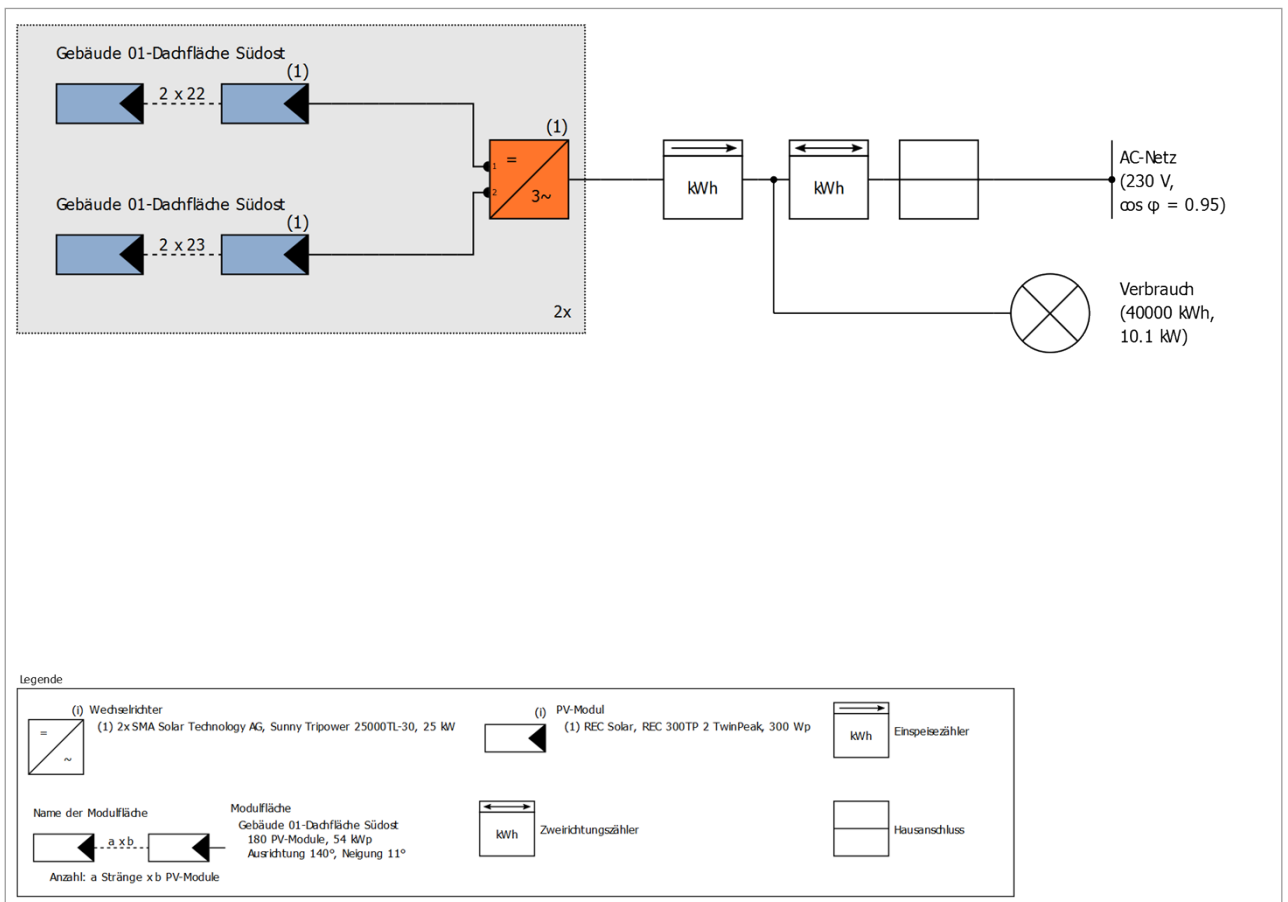 Gebäude 01-Dachfläche Südost
(1)
2 x 22
(1)
1
=
2
3~
Gebäude 01-Dachfläche Südost
(1)
2 x 23
2x
kWh
kWh
AC-Netz
(230 V,
cos φ = 0.95)
Verbrauch
(40000 kWh,
10.1 kW)
Legende
(i) Wechselrichter
(1) 2x SMA Solar Technology AG, Sunny Tripower 25000TL-30, 25 kW
=
~
(i) PV-Modul
(1) REC Solar, REC 300TP 2 TwinPeak, 300 Wp
kWh
Einspeisezähler
Name der Modulfläche
a x b
Anzahl: a Stränge x b PV-Module
Modulfläche
Gebäude 01-Dachfläche Südost
180 PV-Module, 54 kWp
Ausrichtung 140°, Neigung 11°
kWh
Zweirichtungszähler
Hausanschluss